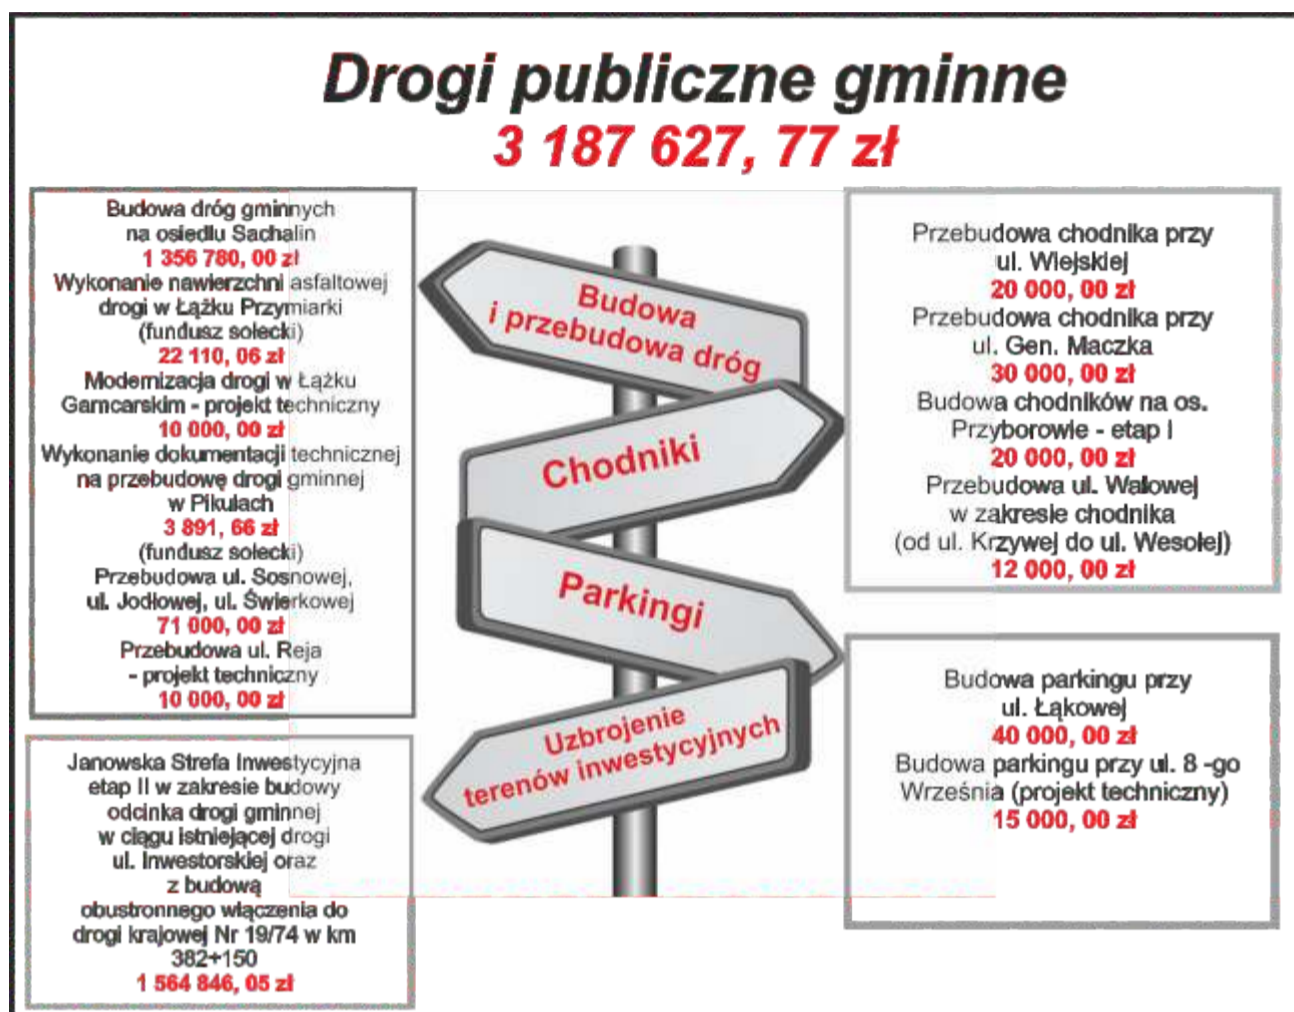 Drogi publiczne gminne
3 187 627, 77 zł
Budowa dróg gminnych
na osiedlu Sachalin
1 356 780, 00 zł
Wykonanie nawierzchni asfaltowej
drogi w Łążku Przymiarki
(fundusz sołecki)
22 110, 06 zł
Modernizacja drogi w Łążku
Garncarskim - projekt techniczny
10 000, 00 zł
Wykonanie dokumentacji technicznej
na przebudowę drogi gminnej
w Pikulach
3 891, 66 zł
(fundusz sołecki)
Przebudowa ul. Sosnowej,
ul. Jodłowej, ul. Świerkowej
71 000, 00 zł
Przebudowa ul. Reja
- projekt techniczny
10 000, 00 zł
Janowska Strefa Inwestycyjna
etap II w zakresie budowy
odcinka drogi gminnej
w ciągu istniejącej drogi
ul. Inwestorskiej oraz
z budową
obustronnego włączenia do
drogi krajowej Nr 19/74 w km
382+150
1 564 846, 05 zł
Budowa
i przebudowa dróg
Chodniki
Parkingi
Uzbrojenie
terenów inwestycyjnych
Przebudowa chodnika przy
ul. Wiejskiej
20 000, 00 zł
Przebudowa chodnika przy
ul. Gen. Maczka
30 000, 00 zł
Budowa chodników na os.
Przyborowie - etap I
20 000, 00 zł
Przebudowa ul. Wałowej
w zakresie chodnika
(od ul. Krzywej do ul. Wesołej)
12 000, 00 zł
Budowa parkingu przy
ul. Łąkowej
40 000, 00 zł
Budowa parkingu przy ul. 8 -go
Września (projekt techniczny)
15 000, 00 zł